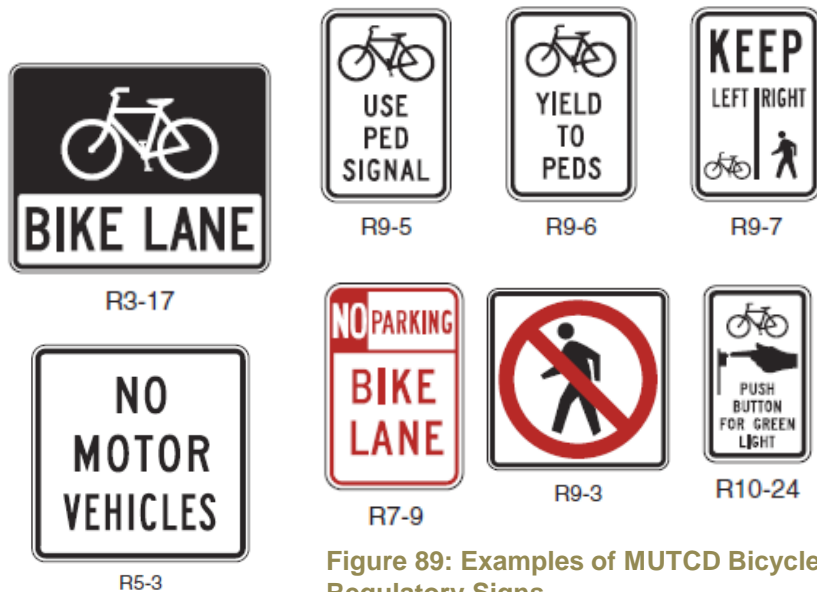 BIKE LANE
R3-17
USE
PED
SIGNAL
R9-5
YIELD
TO
PEDS
R9-6
KEEP
LEFT RIGHT
R9-7
NO
MOTOR
VEHICLES
R5-3
NO PARKING
BIKE
LANE
R7-9
R9-3
PUSH
BUTTON
FOR GREEN
LIGHT
R10-24
Figure 89: Examples of MUTCD Bicycle
Regulatory Signs